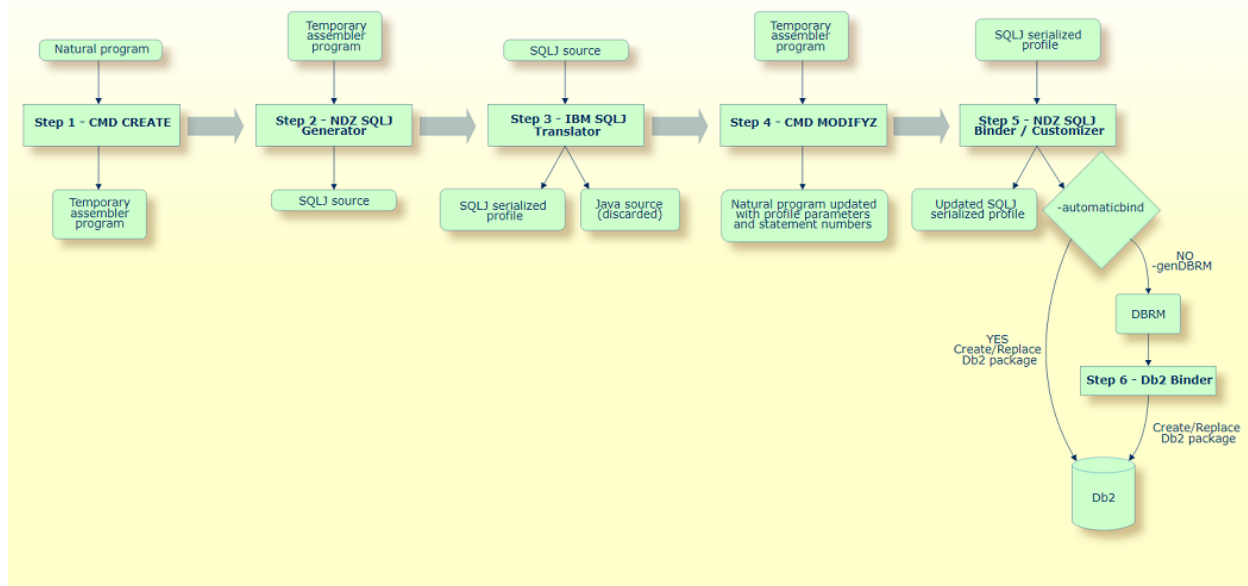 Natural program
Temporary
assembler
program
SQLJ source
Temporary
assembler
program
SQLJ serialized
profile
Step 1 - CMD CREATE
Step 2 - NDZ SQLJ
Generator
Step 3 - IBM SQLJ
Translator
Step 4 - CMD MODIFYZ
Step 5 - NDZ SQLJ
Binder / Customizer
Temporary
assembler
program
SQLJ source
SQLJ serialized
profile
Java source
(discarded)
Natural program updated
with profile parameters
and statement numbers
Updated SQLJ
serialized profile
-automaticbind
NO
-genDBRM
DBRM
YES
Create/Replace
Db2 package
Step 6 - Db2 Binder
Create/Replace
Db2 package
Db2